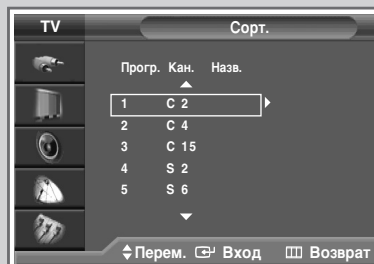 TV Сорт.
Прогр. Кан. Назв.
1 C 2
2 C 4
3 C 15
4 S 2
5 S 6
Перем. Вход Возврат